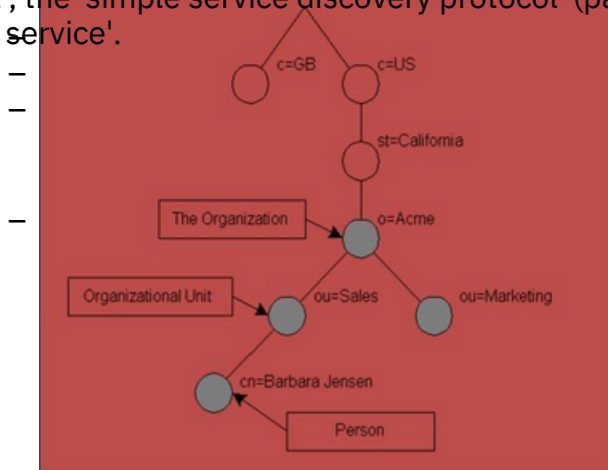 the 'simple service discovery protocol'
service'.
c=GB
c=US
st=California
The Organization
o=Acme
Organizational Unit
ou=Sales
ou=Marketing
cn=Barbara Jensen
Person